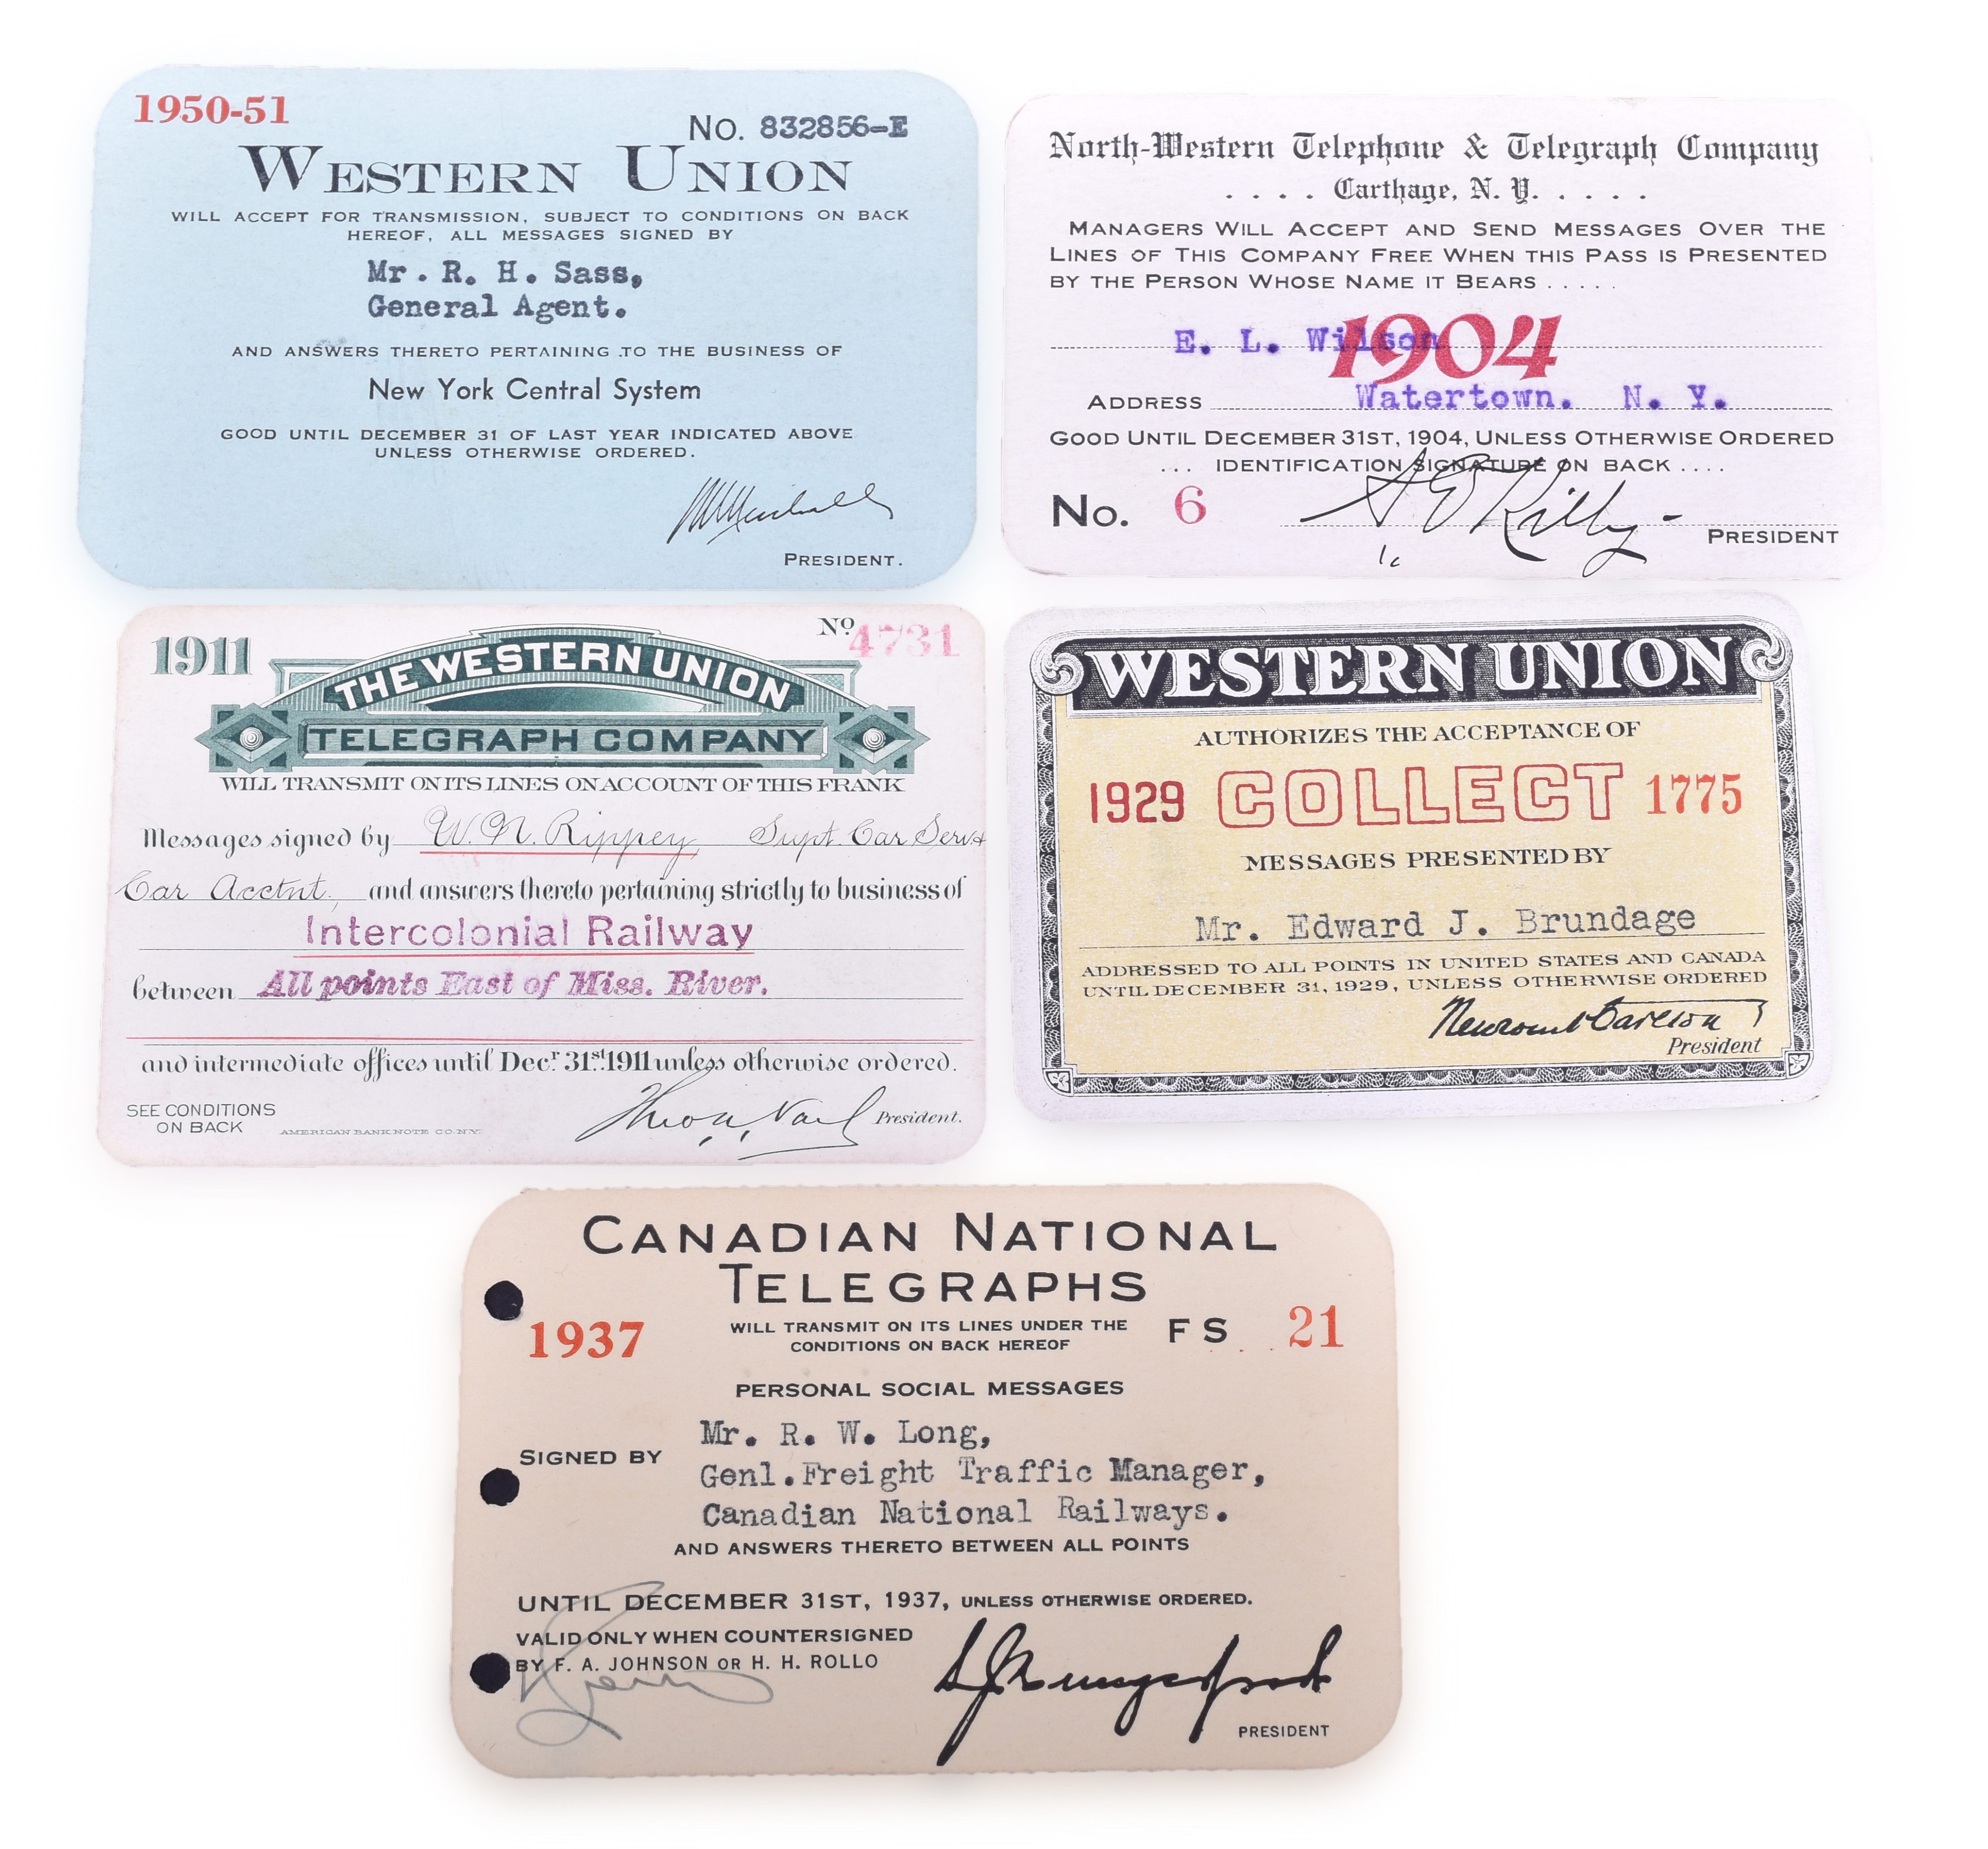 1950-51
No. 832856-E
WESTERN UNION
WILL ACCEPT FOR TRANSMISSION, SUBJECT TO CONDITIONS ON BACK
HEREOF, ALL MESSAGES SIGNED BY
Mr. R. H. Sass,
General Agent.
AND ANSWERS THERETO PERTAINING TO THE BUSINESS OF
New York Central System
GOOD UNTIL DECEMBER 31 OF LAST YEAR INDICATED ABOVE
UNLESS OTHERWISE ORDERED.
PRESIDENT.
North-Western Telephone & Telegraph Company
. . . . Carthage, N. Y. . . . . .
MANAGERS WILL ACCEPT AND SEND MESSAGES OVER THE
LINES OF THIS COMPANY FREE WHEN THIS PASS IS PRESENTED
BY THE PERSON WHOSE NAME IT BEARS . . . . .
1904
E. L. Wilson
ADDRESS Watertown. N. Y.
GOOD UNTIL DECEMBER 31ST, 1904, UNLESS OTHERWISE ORDERED
... IDENTIFICATION SIGNATURE ON BACK ....
No. 6
PRESIDENT
1911
No 4731
THE WESTERN UNION
TELEGRAPH COMPANY
WILL TRANSMIT ON ITS LINES ON ACCOUNT OF THIS FRANK
Messages signed by W. N. Rippey, Supt. Car Serv. &
Car Acctnt., and answers thereto pertaining strictly to business of
Intercolonial Railway
between All points East of Miss. River.
and intermediate offices until Decr. 31st. 1911 unless otherwise ordered.
SEE CONDITIONS
ON BACK
AMERICAN BANK NOTE CO. N.Y.
President.
WESTERN UNION
AUTHORIZES THE ACCEPTANCE OF
1929 COLLECT 1775
MESSAGES PRESENTED BY
Mr. Edward J. Brundage
ADDRESSED TO ALL POINTS IN UNITED STATES AND CANADA
UNTIL DECEMBER 31, 1929, UNLESS OTHERWISE ORDERED
Newcomb Carlton
President
CANADIAN NATIONAL
TELEGRAPHS
1937
WILL TRANSMIT ON ITS LINES UNDER THE
CONDITIONS ON BACK HEREOF
FS 21
PERSONAL SOCIAL MESSAGES
SIGNED BY
Mr. R. W. Long,
Genl.Freight Traffic Manager,
Canadian National Railways.
AND ANSWERS THERETO BETWEEN ALL POINTS
UNTIL DECEMBER 31ST, 1937, UNLESS OTHERWISE ORDERED.
VALID ONLY WHEN COUNTERSIGNED
BY F. A. JOHNSON OR H. H. ROLLO
PRESIDENT